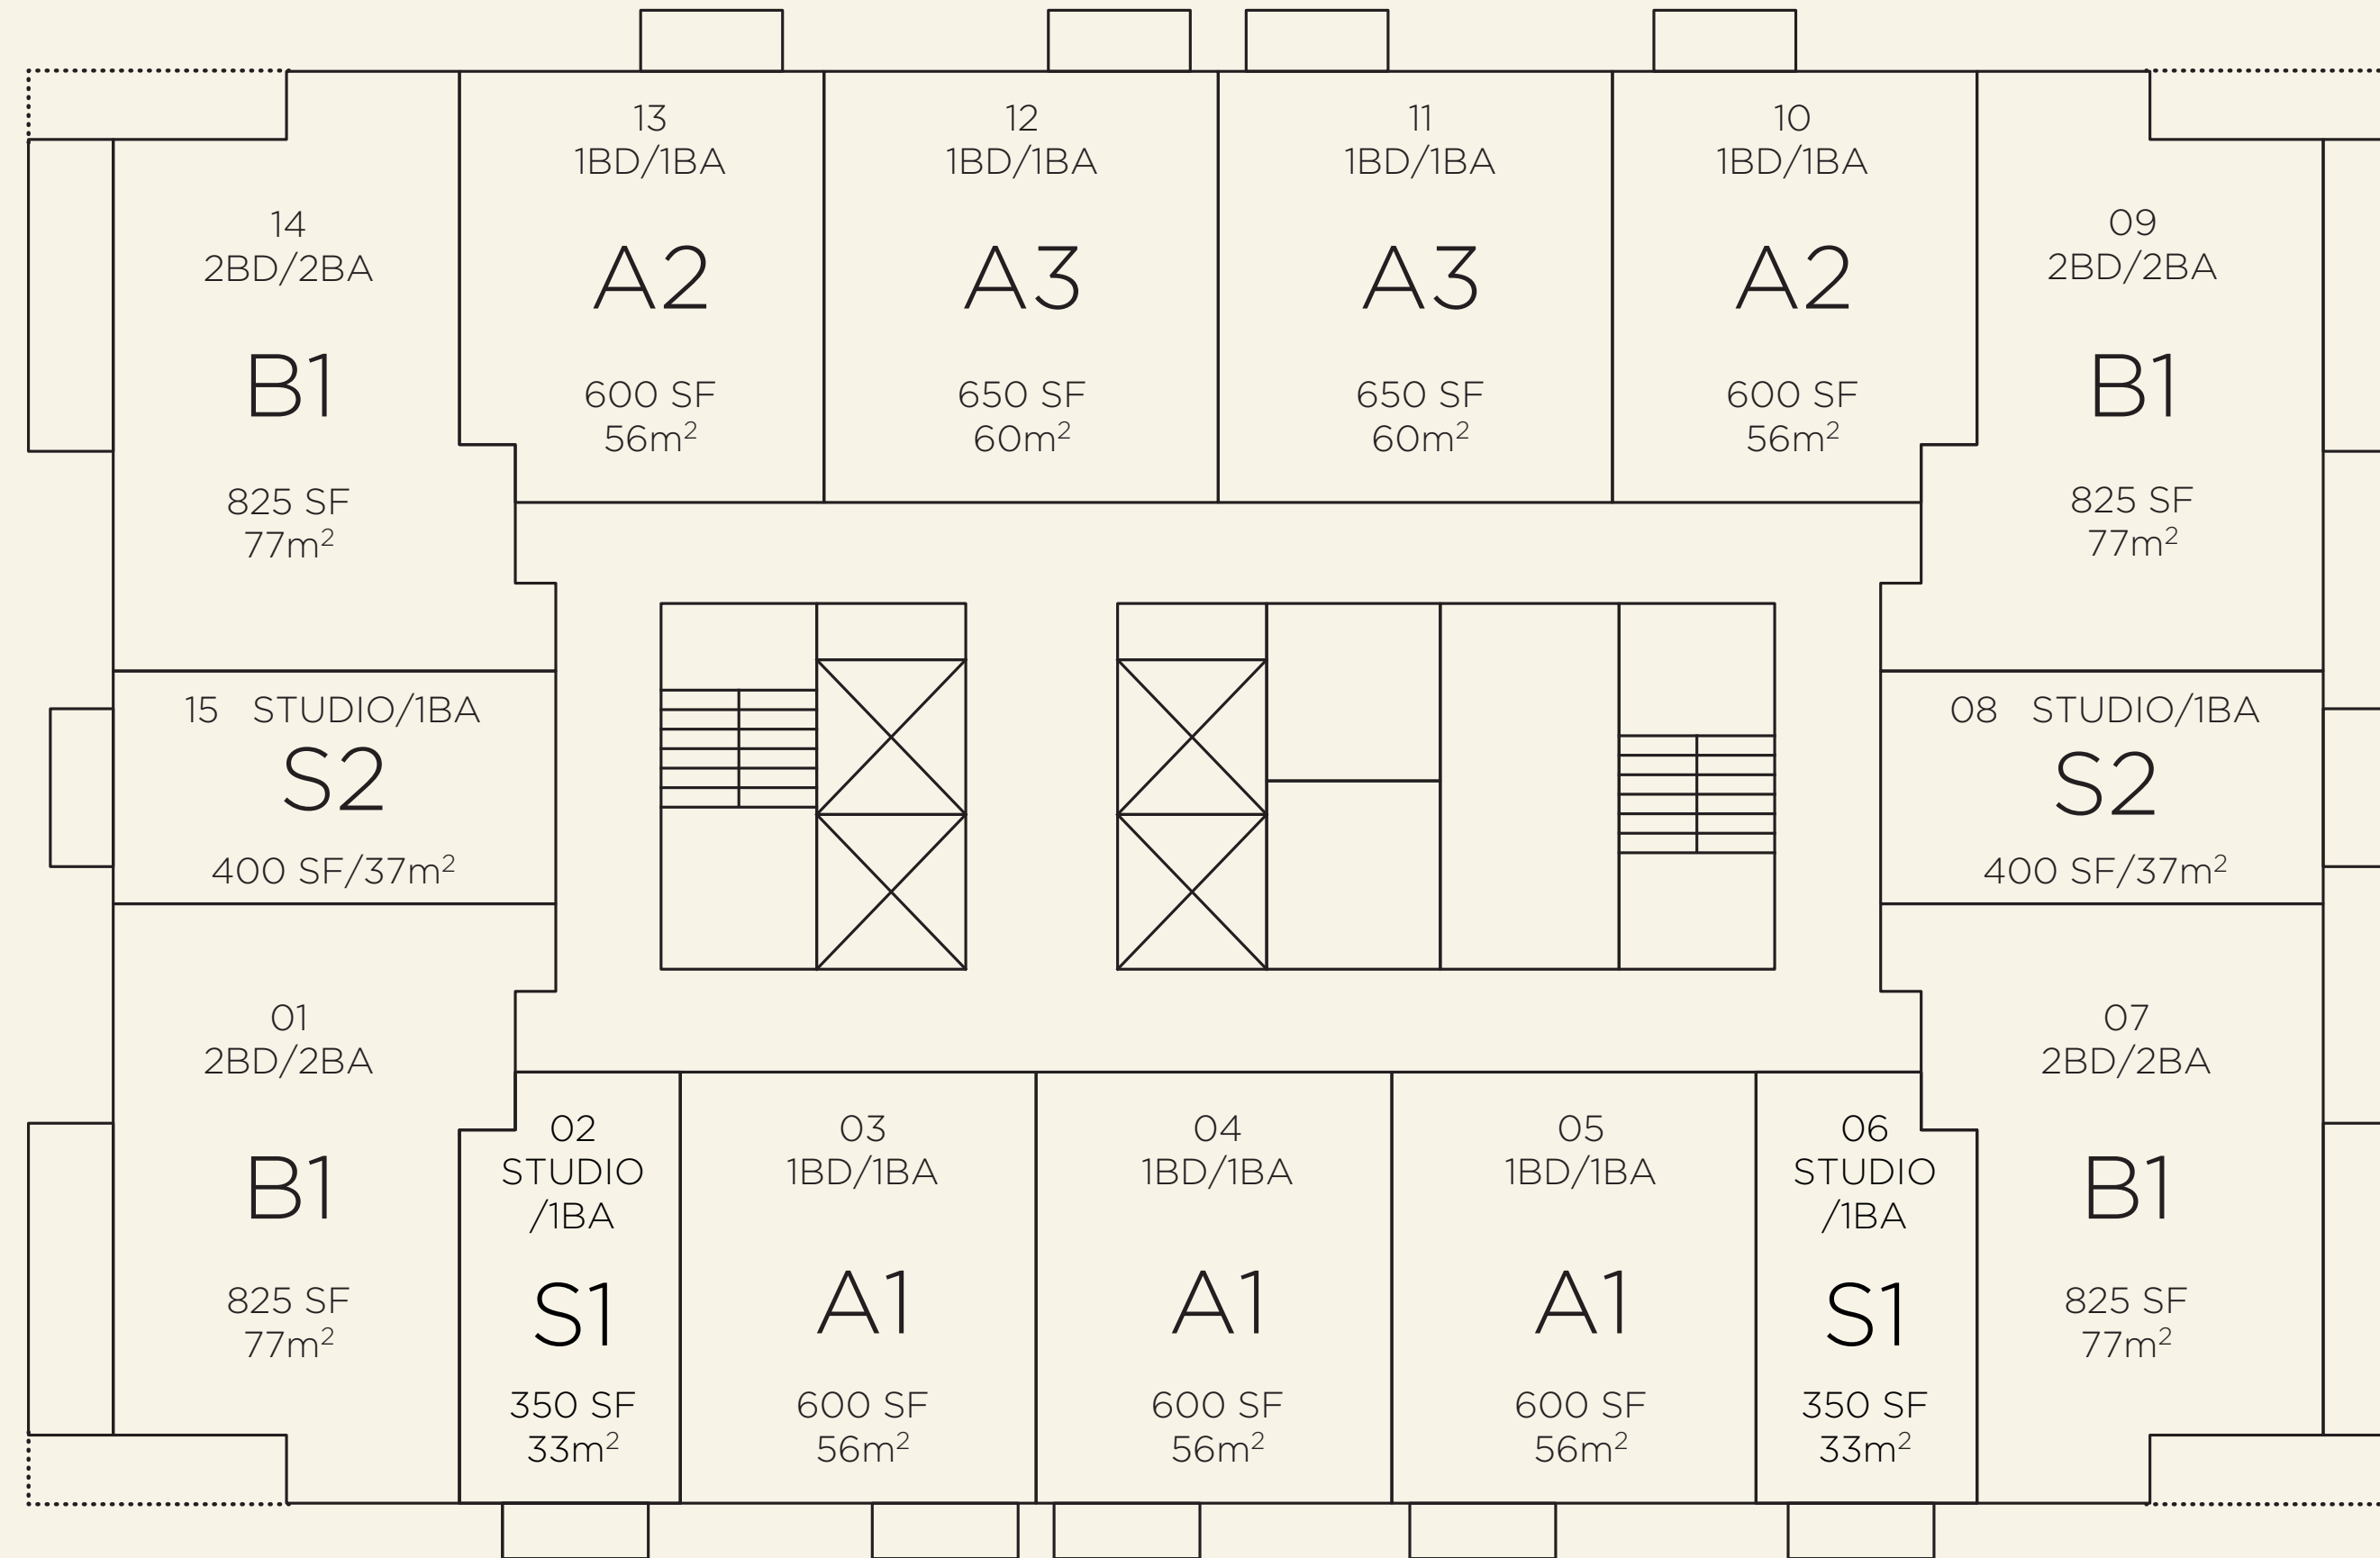 13
1BD/1BA
A2
600 SF
56m²
12
1BD/1BA
A3
650 SF
60m²
11
1BD/1BA
A3
650 SF
60m²
10
1BD/1BA
A2
600 SF
56m²
14
2BD/2BA
B1
825 SF
77m²
09
2BD/2BA
B1
825 SF
77m²
15 STUDIO/1BA
S2
400 SF/37m²
08 STUDIO/1BA
S2
400 SF/37m²
01
2BD/2BA
B1
825 SF
77m²
02
STUDIO
/1BA
S1
350 SF
33m²
03
1BD/1BA
A1
600 SF
56m²
04
1BD/1BA
A1
600 SF
56m²
05
1BD/1BA
A1
600 SF
56m²
06
STUDIO
/1BA
S1
350 SF
33m²
07
2BD/2BA
B1
825 SF
77m²